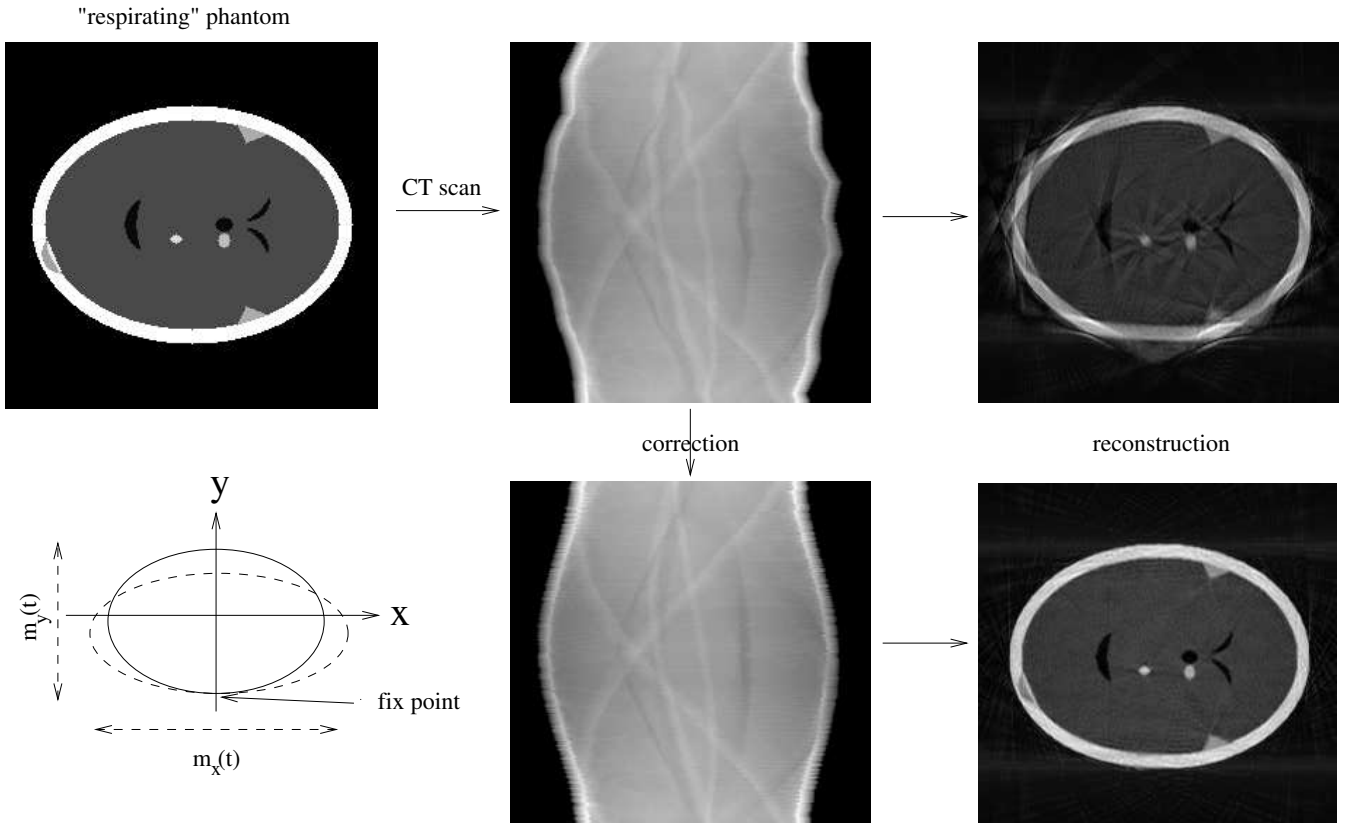 "respirating" phantom
CT scan
correction
reconstruction
y
x
m_y(t)
fix point
m_x(t)